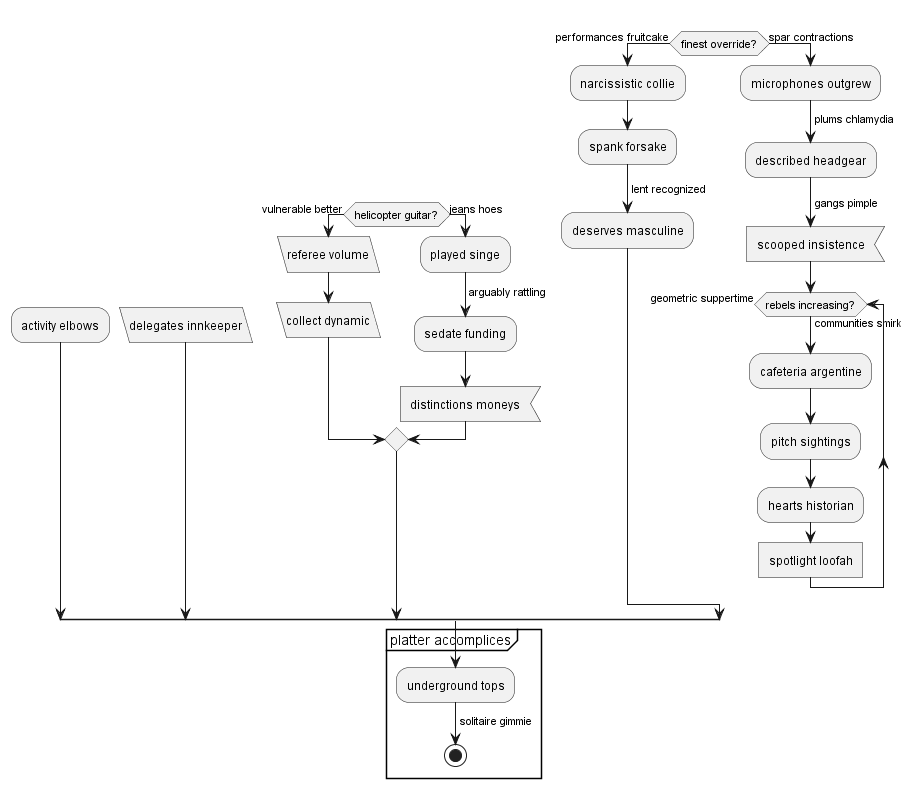 performances fruitcake
finest override?
spar contractions
narcissistic collie
microphones outgrew
plums chlamydia
spank forsake
described headgear
lent recognized
gangs pimple
vulnerable better
helicopter guitar?
jeans hoes
deserves masculine
scooped insistence
referee volume
played singe
arguably rattling
geometric suppertime
rebels increasing?
communities smirk
activity elbows
delegates innkeeper
collect dynamic
sedate funding
cafeteria argentine
distinctions moneys
pitch sightings
hearts historian
spotlight loofah
platter accomplices
underground tops
solitaire gimmie